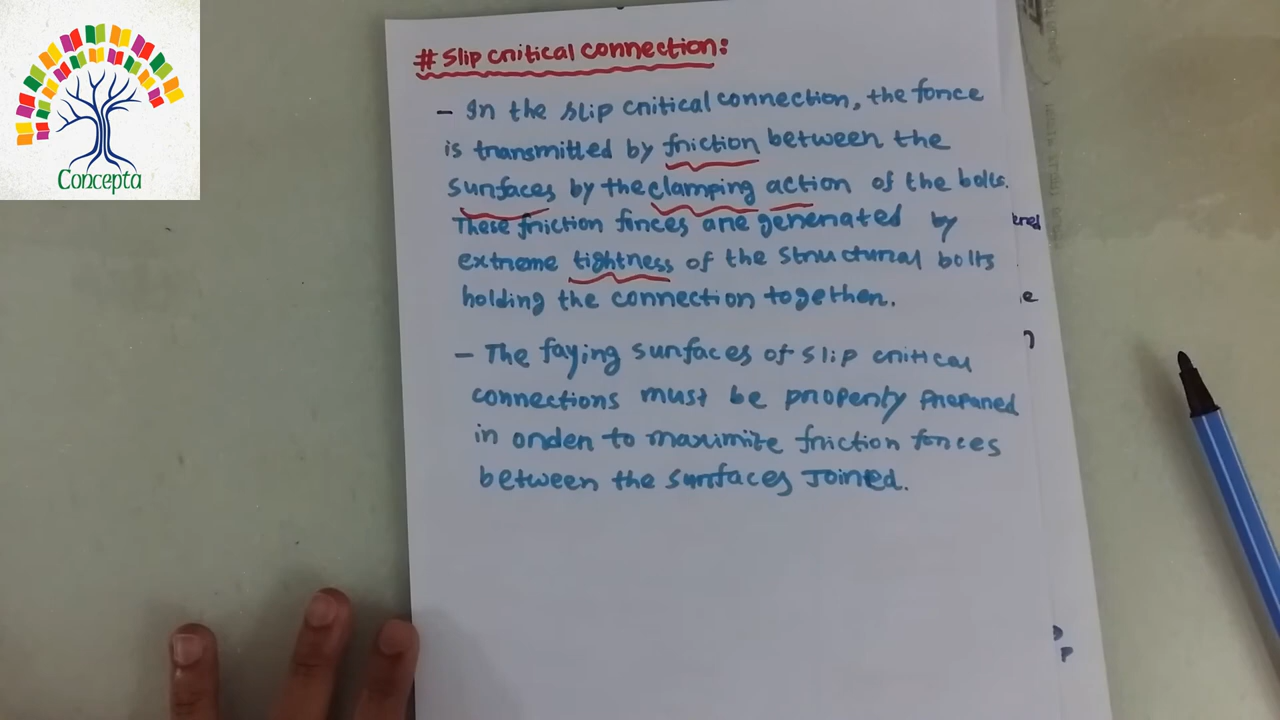 Concepta
# Slip critical connection:
- In the slip critical connection, the force
is transmitted by friction between the
surfaces by the clamping action of the bolts.
These friction forces are generated by
extreme tightness of the structural bolts
holding the connection together.
- The faying surfaces of slip critical
connections must be properly prepared
in order to maximize friction forces
between the surfaces Joined.